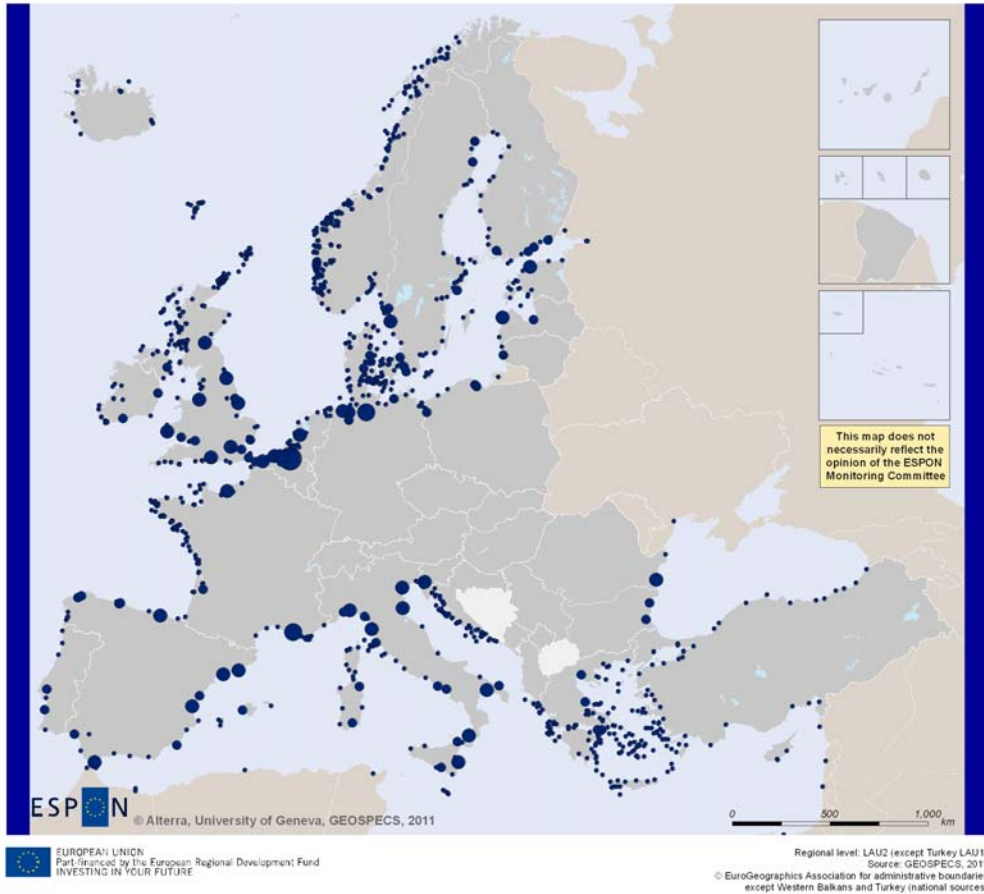 This map does not
necessarily reflect the
opinion of the ESPON
Monitoring Committee
ESPON
© Alterra, University of Geneva, GEOSPECS, 2011
0 500 1,000
km
EUROPEAN UNION
Part-financed by the European Regional Development Fund
INVESTING IN YOUR FUTURE
Regional level: LAU2 (except Turkey LAU1
Source: GEOSPECS, 201
© EuroGeographics Association for administrative boundarie
except Western Balkans and Turkey (national sources